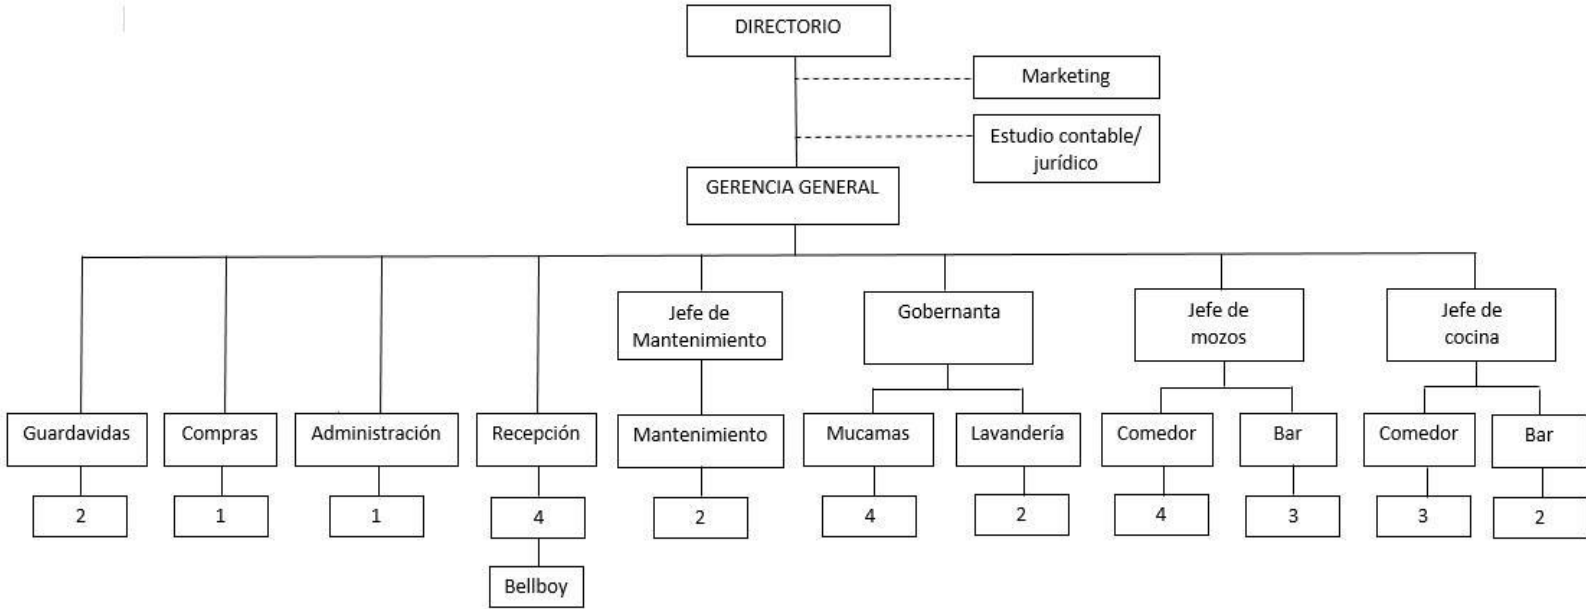 DIRECTORIO
Marketing
Estudio contable/
jurídico
GERENCIA GENERAL
Jefe de
Mantenimiento
Gobernanta
Jefe de
mozos
Jefe de
cocina
Guardavidas
Compras
Administración
Recepción
Mantenimiento
Mucamas
Lavandería
Comedor
Bar
Comedor
Bar
2
1
1
4
2
4
2
4
3
3
2
Bellboy